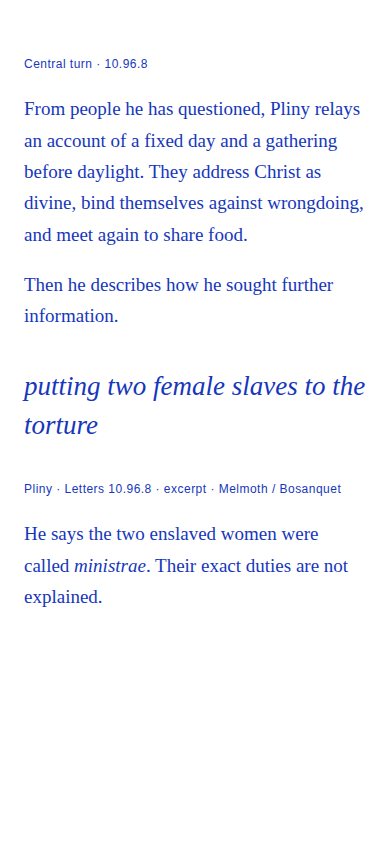 Central turn · 10.96.8
From people he has questioned, Pliny relays
an account of a fixed day and a gathering
before daylight. They address Christ as
divine, bind themselves against wrongdoing,
and meet again to share food.
Then he describes how he sought further
information.
putting two female slaves to the
torture
Pliny · Letters 10.96.8 · excerpt · Melmoth / Bosanquet
He says the two enslaved women were
called ministrae. Their exact duties are not
explained.